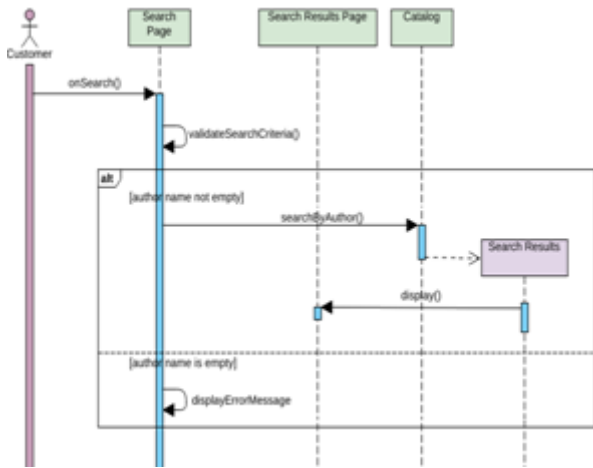 Search
Page
Search Results Page
Catalog
Customer
onSearch()
validateSearchCriteria()
alt
[author name not empty]
searchByAuthor()
Search Results
display()
[author name is empty]
displayErrorMessage